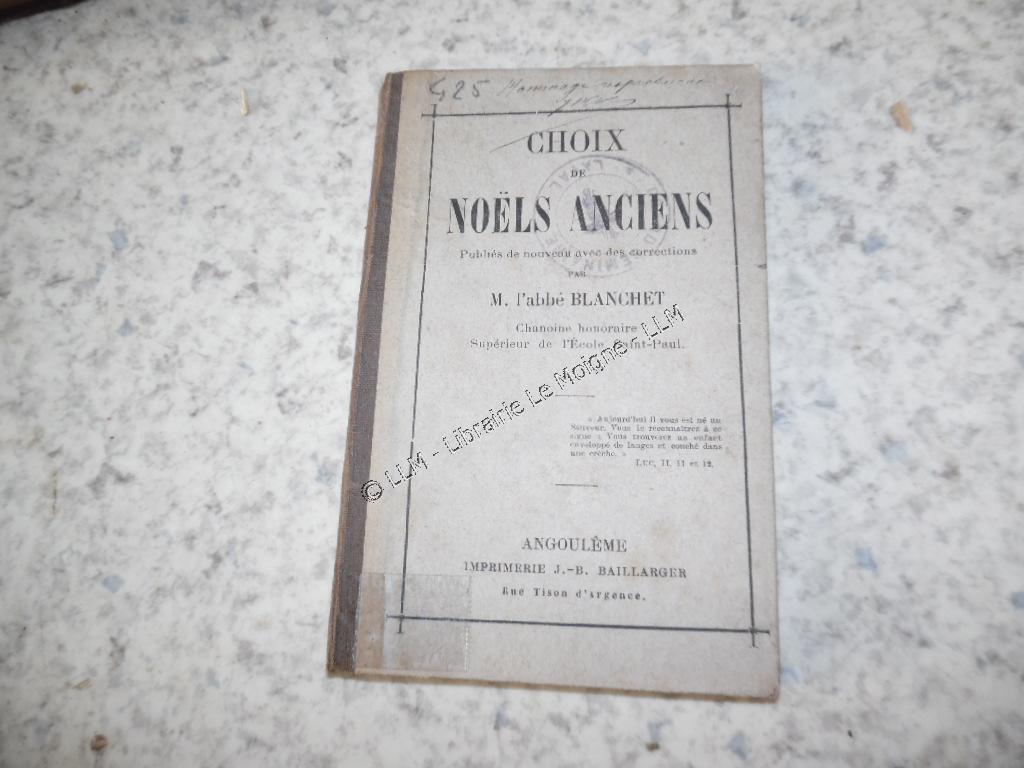 425 Hommage
CHOIX
DE
NOËLS ANCIENS
Publiés de nouveau avec des corrections
PAR
M. l'abbé BLANCHET
Chanoine honoraire
Supérieur de l'École Saint-Paul.
« Aujourd'hui il vous est né un
Sauveur. Vous le reconnaîtrez à ce
signe : Vous trouverez un enfant
enveloppé de langes et couché dans
une crèche. »
LUC, II, 11 et 12.
ANGOULÊME
IMPRIMERIE J.-B. BAILLARGER
Rue Tison d'Argence.
© LLM - Librairie Le Moigne - LLM